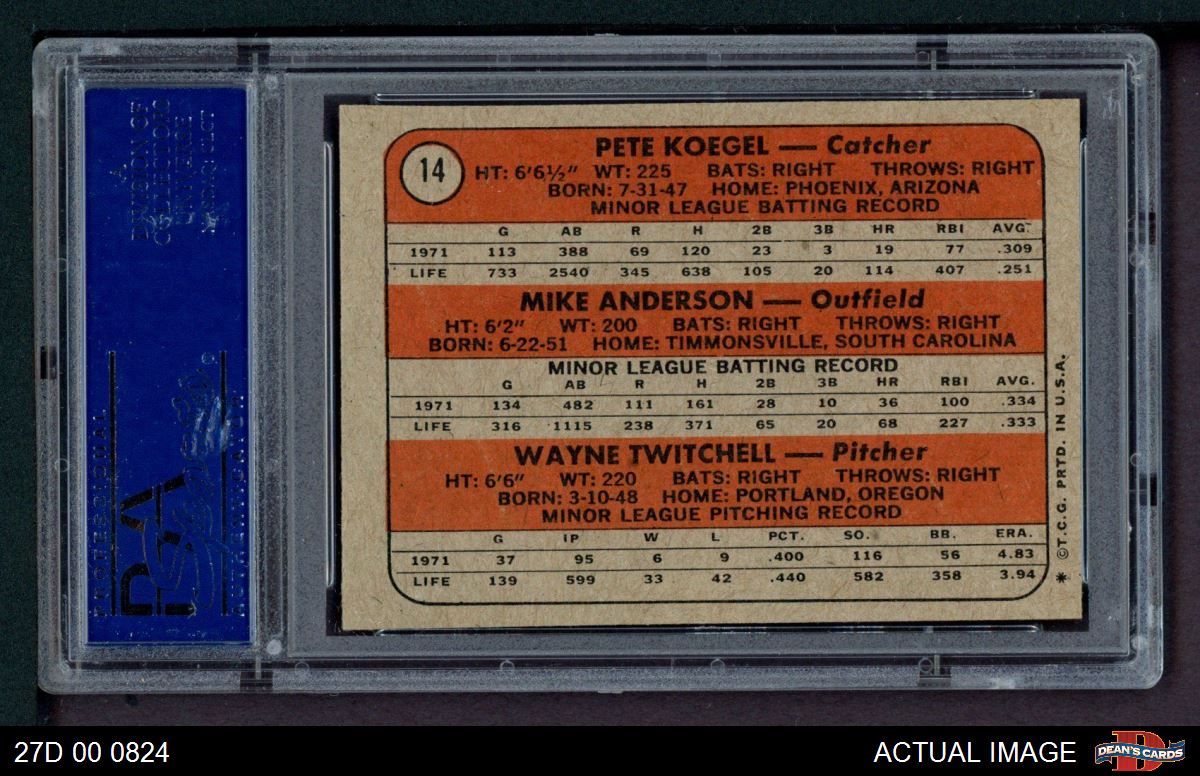 14
PETE KOEGEL — Catcher
HT: 6'6½" WT: 225 BATS: RIGHT THROWS: RIGHT
BORN: 7-31-47 HOME: PHOENIX, ARIZONA
MINOR LEAGUE BATTING RECORD
G AB R H 2B 3B HR RBI AVG.
1971 113 388 69 120 23 3 19 77 .309
LIFE 733 2540 345 638 105 20 114 407 .251
MIKE ANDERSON — Outfield
HT: 6'2" WT: 200 BATS: RIGHT THROWS: RIGHT
BORN: 6-22-51 HOME: TIMMONSVILLE, SOUTH CAROLINA
MINOR LEAGUE BATTING RECORD
G AB R H 2B 3B HR RBI AVG.
1971 134 482 111 161 28 10 36 100 .334
LIFE 316 1115 238 371 65 20 68 227 .333
WAYNE TWITCHELL — Pitcher
HT: 6'6" WT: 220 BATS: RIGHT THROWS: RIGHT
BORN: 3-10-48 HOME: PORTLAND, OREGON
MINOR LEAGUE PITCHING RECORD
G IP W L PCT. SO. BB. ERA.
1971 37 95 6 9 .400 116 56 4.83
LIFE 139 599 33 42 .440 582 358 3.94
* ©T.C.G. PRTD. IN U.S.A.
A
DIVISION OF
COLLECTORS
UNIVERSE
PROFESSIONAL
PSA
27D 00 0824
ACTUAL IMAGE
DEAN'S CARDS